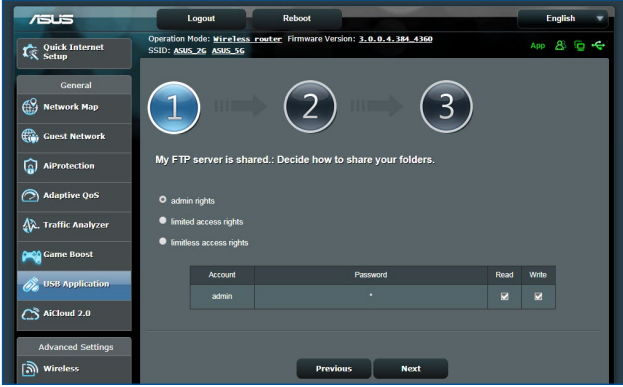 ASUS
Logout
Reboot
English
Quick Internet
Setup
Operation Mode: Wireless router Firmware Version: 3.0.0.4.384_4360
SSID: ASUS_2G ASUS_5G
App
General
Network Map
Guest Network
AiProtection
Adaptive QoS
Traffic Analyzer
Game Boost
USB Application
AiCloud 2.0
Advanced Settings
Wireless
1
2
3
My FTP server is shared.: Decide how to share your folders.
admin rights
limited access rights
limitless access rights
Account Password Read Write
admin *
Previous Next